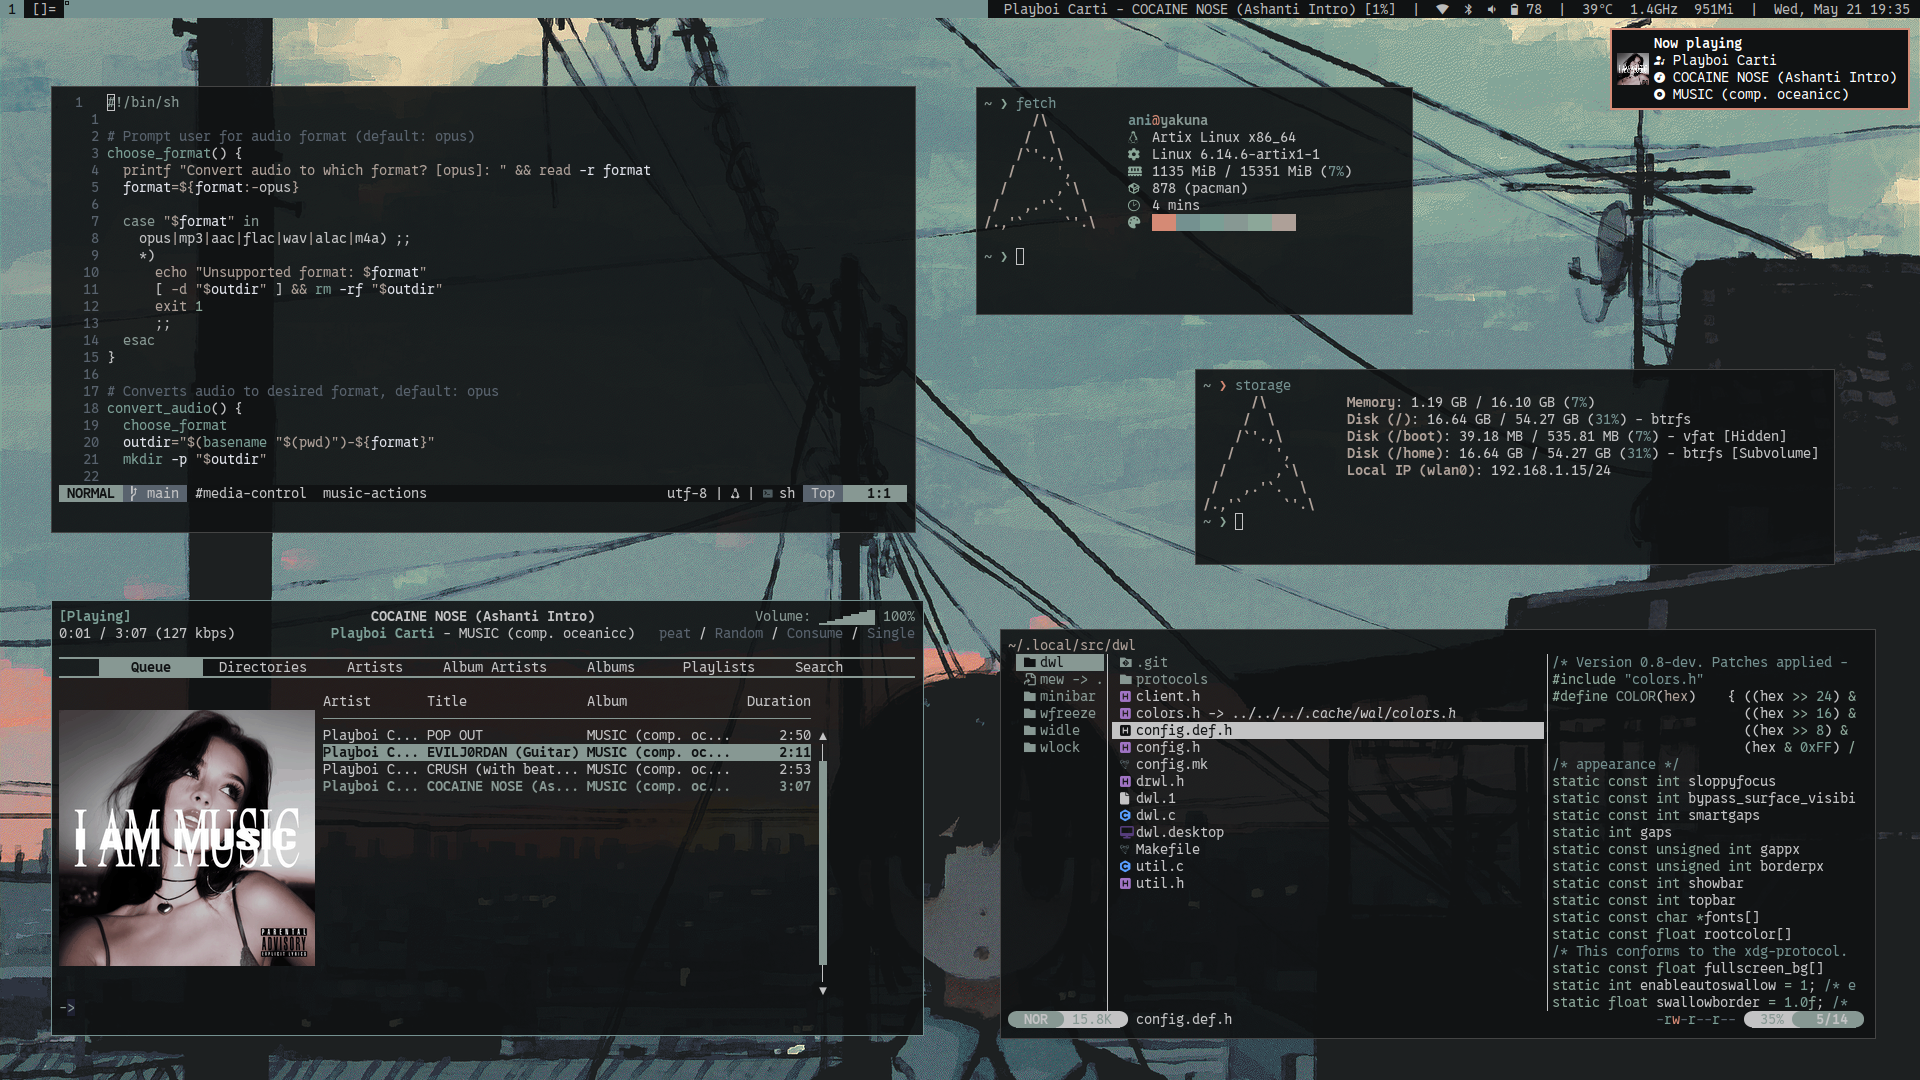 1 []=
Playboi Carti - COCAINE NOSE (Ashanti Intro) [1%] | 78 | 39°C 1.4GHz 951Mi | Wed, May 21 19:35
Now playing
Playboi Carti
COCAINE NOSE (Ashanti Intro)
MUSIC (comp. oceanicc)
1 #!/bin/sh
1
2 # Prompt user for audio format (default: opus)
3 choose_format() {
4 printf "Convert audio to which format? [opus]: " && read -r format
5 format=${format:-opus}
6
7 case "$format" in
8 opus|mp3|aac|flac|wav|alac|m4a) ;;
9 *)
10 echo "Unsupported format: $format"
11 [ -d "$outdir" ] && rm -rf "$outdir"
12 exit 1
13 ;;
14 esac
15 }
16
17 # Converts audio to desired format, default: opus
18 convert_audio() {
19 choose_format
20 outdir="$(basename "$(pwd)")-${format}"
21 mkdir -p "$outdir"
22
NORMAL main #media-control music-actions utf-8 | | sh Top 1:1
~ ❯ fetch
ani@yakuna
Artix Linux x86_64
Linux 6.14.6-artix1-1
1135 MiB / 15351 MiB (7%)
878 (pacman)
4 mins
~ ❯
~ ❯ storage
Memory: 1.19 GB / 16.10 GB (7%)
Disk (/): 16.64 GB / 54.27 GB (31%) - btrfs
Disk (/boot): 39.18 MB / 535.81 MB (7%) - vfat [Hidden]
Disk (/home): 16.64 GB / 54.27 GB (31%) - btrfs [Subvolume]
Local IP (wlan0): 192.168.1.15/24
~ ❯
[Playing] COCAINE NOSE (Ashanti Intro) Volume: 100%
0:01 / 3:07 (127 kbps) Playboi Carti - MUSIC (comp. oceanicc) peat / Random / Consume / Single
Queue Directories Artists Album Artists Albums Playlists Search
Artist Title Album Duration
Playboi C... POP OUT MUSIC (comp. oc... 2:50
Playboi C... EVILJ0RDAN (Guitar) MUSIC (comp. oc... 2:11
Playboi C... CRUSH (with beat... MUSIC (comp. oc... 2:53
Playboi C... COCAINE NOSE (As... MUSIC (comp. oc... 3:07
I AM MUSIC
I AM MUSIC
PARENTAL
ADVISORY
EXPLICIT LYRICS
->
~/.local/src/dwl
dwl
mew -> .
minibar
wfreeze
widle
wlock
.git
protocols
client.h
colors.h -> ../../../.cache/wal/colors.h
config.def.h
config.h
config.mk
drwl.h
dwl.1
dwl.c
dwl.desktop
Makefile
util.c
util.h
/* Version 0.8-dev. Patches applied -
#include "colors.h"
#define COLOR(hex) { ((hex >> 24) &
((hex >> 16) &
((hex >> 8) &
(hex & 0xFF) /
/* appearance */
static const int sloppyfocus
static const int bypass_surface_visibi
static const int smartgaps
static int gaps
static const unsigned int gappx
static const unsigned int borderpx
static const int showbar
static const int topbar
static const char *fonts[]
static const float rootcolor[]
/* This conforms to the xdg-protocol.
static const float fullscreen_bg[]
static int enableautoswallow = 1; /* e
static float swallowborder = 1.0f; /*
NOR 15.8K config.def.h -rw-r--r-- 35% 5/14